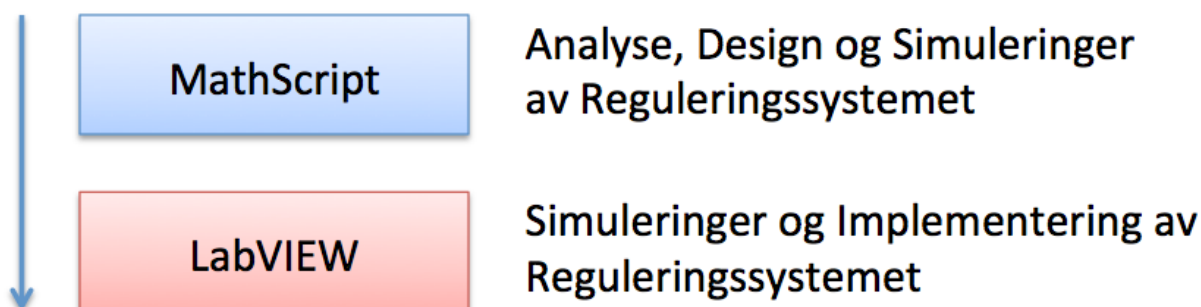 MathScript
Analyse, Design og Simuleringer
av Reguleringssystemet
LabVIEW
Simuleringer og Implementering av
Reguleringssystemet